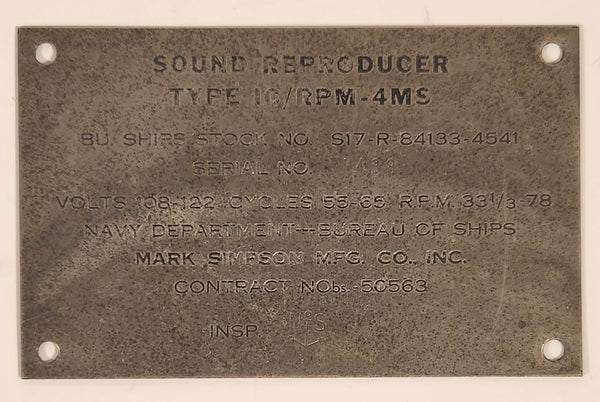 SOUND REPRODUCER
TYPE IC/RPM-4MS
BU. SHIPS STOCK NO. S17-R-84133-4541
SERIAL NO.
VOLTS 108-122 CYCLES 55-65 R.P.M. 33 1/3-78
NAVY DEPARTMENT—BUREAU OF SHIPS
MARK SIMPSON MFG. CO., INC.
CONTRACT NObs.-50563
INSP.